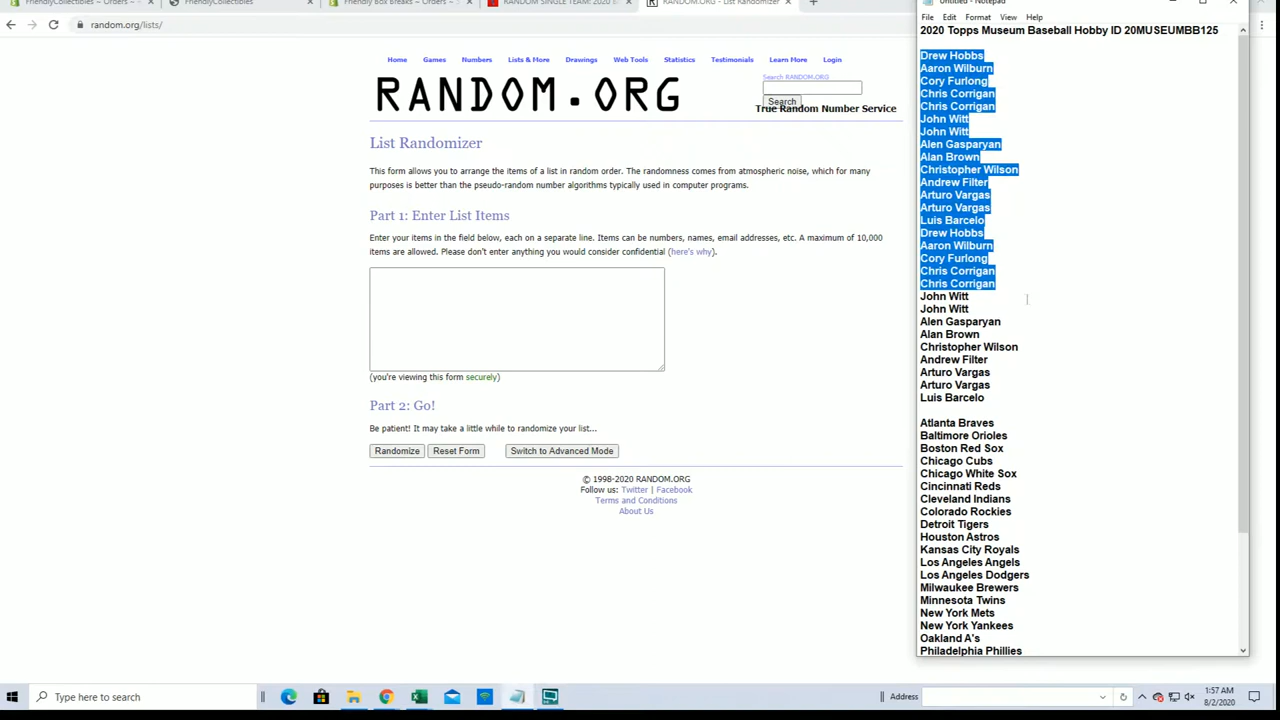 FriendlyCollectibles – Orders –
FriendlyCollectibles
Friendly Box Breaks – Orders –
RANDOM SINGLE TEAM: 2020
RANDOM.ORG - List Randomizer
random.org/lists/
Home Games Numbers Lists & More Drawings Web Tools Statistics Testimonials Learn More Login
RANDOM.ORG
Search RANDOM.ORG
Search
True Random Number Service
List Randomizer
This form allows you to arrange the items of a list in random order. The randomness comes from atmospheric noise, which for many
purposes is better than the pseudo-random number algorithms typically used in computer programs.
Part 1: Enter List Items
Enter your items in the field below, each on a separate line. Items can be numbers, names, email addresses, etc. A maximum of 10,000
items are allowed. Please don't enter anything you would consider confidential (here's why).
(you're viewing this form securely)
Part 2: Go!
Be patient! It may take a little while to randomize your list...
Randomize Reset Form Switch to Advanced Mode
© 1998-2020 RANDOM.ORG
Follow us: Twitter | Facebook
Terms and Conditions
About Us
Untitled - Notepad
File Edit Format View Help
2020 Topps Museum Baseball Hobby ID 20MUSEUMBB125
Drew Hobbs
Aaron Wilburn
Cory Furlong
Chris Corrigan
Chris Corrigan
John Witt
John Witt
Alen Gasparyan
Alan Brown
Christopher Wilson
Andrew Filter
Arturo Vargas
Arturo Vargas
Luis Barcelo
Drew Hobbs
Aaron Wilburn
Cory Furlong
Chris Corrigan
Chris Corrigan
John Witt
John Witt
Alen Gasparyan
Alan Brown
Christopher Wilson
Andrew Filter
Arturo Vargas
Arturo Vargas
Luis Barcelo
Atlanta Braves
Baltimore Orioles
Boston Red Sox
Chicago Cubs
Chicago White Sox
Cincinnati Reds
Cleveland Indians
Colorado Rockies
Detroit Tigers
Houston Astros
Kansas City Royals
Los Angeles Angels
Los Angeles Dodgers
Milwaukee Brewers
Minnesota Twins
New York Mets
New York Yankees
Oakland A's
Philadelphia Phillies
Type here to search
Address
1:57 AM
8/2/2020